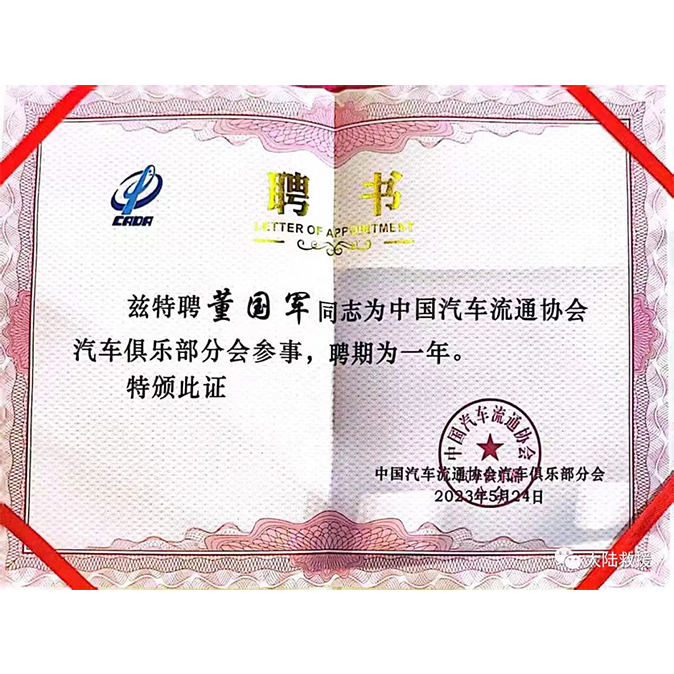 CADA
聘 书
LETTER OF APPOINTMENT
兹特聘董国军同志为中国汽车流通协会
汽车俱乐部分会参事，聘期为一年。
特颁此证
中国汽车流通协会
中国汽车流通协会汽车俱乐部分会
2023年5月24日
大陆救援